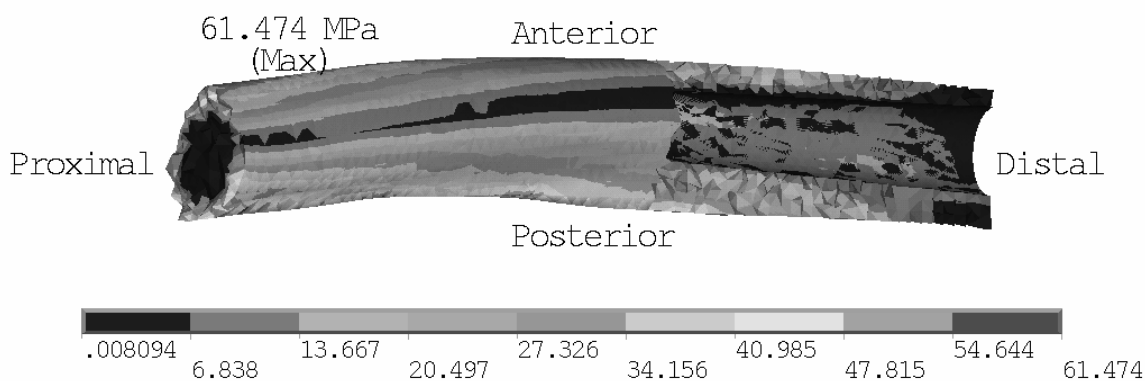 61.474 MPa
(Max)
Anterior
Proximal
Distal
Posterior
.008094 13.667 27.326 40.985 54.644
6.838 20.497 34.156 47.815 61.474